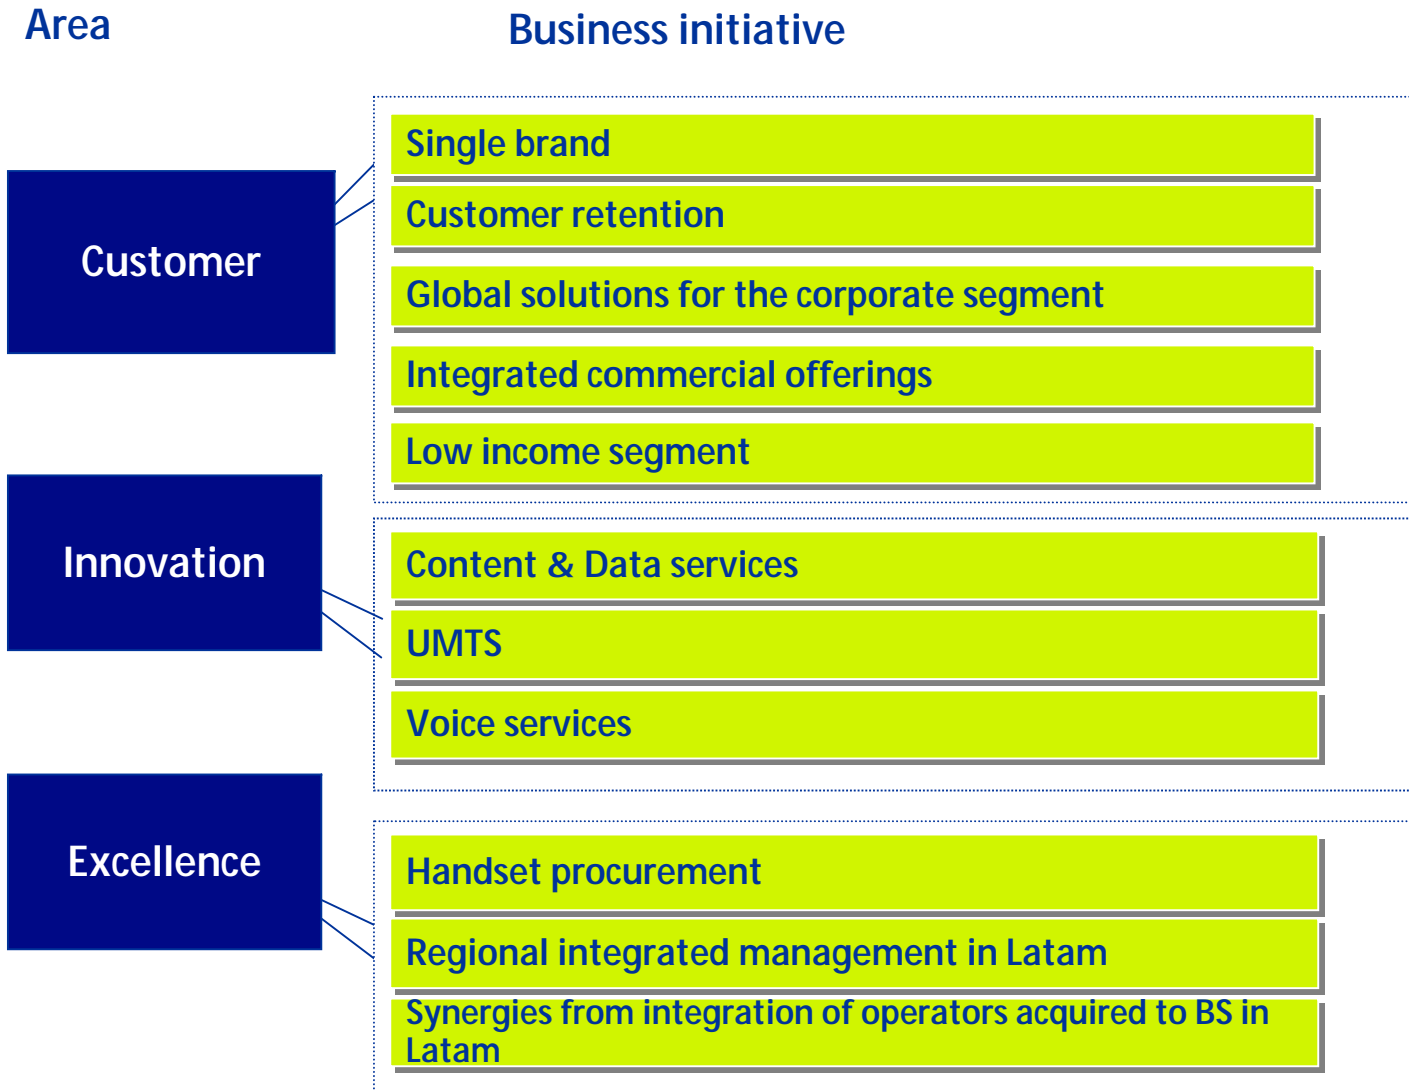 Area
Business initiative
Customer
Single brand
Customer retention
Global solutions for the corporate segment
Integrated commercial offerings
Low income segment
Innovation
Content & Data services
UMTS
Voice services
Excellence
Handset procurement
Regional integrated management in Latam
Synergies from integration of operators acquired to BS in
Latam